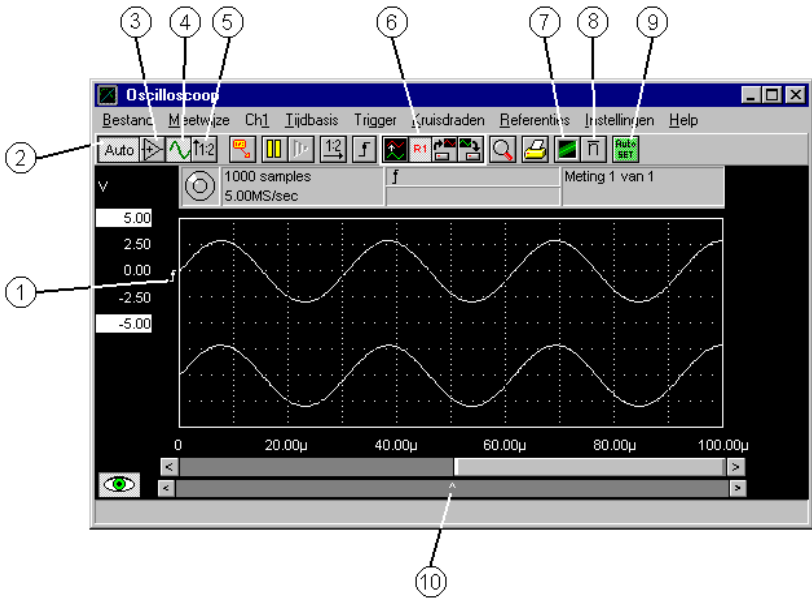 3 4 5 6 7 8 9
Oscilloscoop
Bestand Meetwijze Ch1 Tijdbasis Trigger Kruisdraden Referenties Instellingen Help
2
Auto 1:2 1:2 R1 Auto SET
V
1000 samples
5.00MS/sec
Meting 1 van 1
5.00
2.50
0.00
-2.50
-5.00
1
0 20.00µ 40.00µ 60.00µ 80.00µ 100.00µ
< >
< ^ >
10